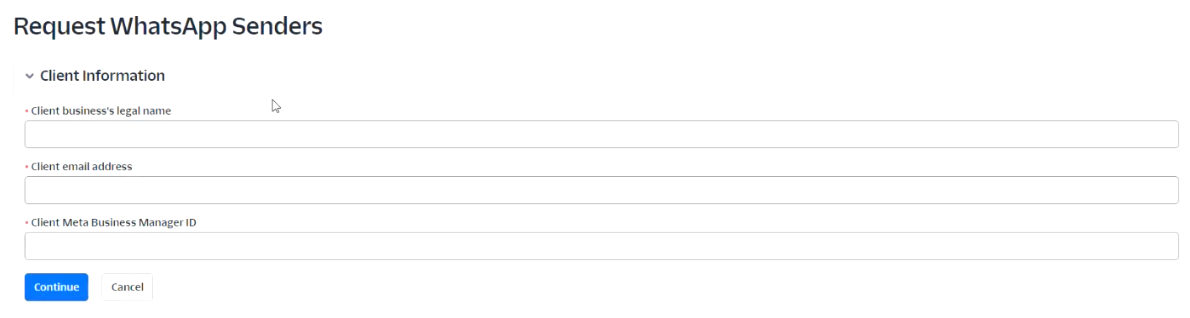 Request WhatsApp Senders
Client Information
• Client business's legal name
• Client email address
• Client Meta Business Manager ID
Continue Cancel